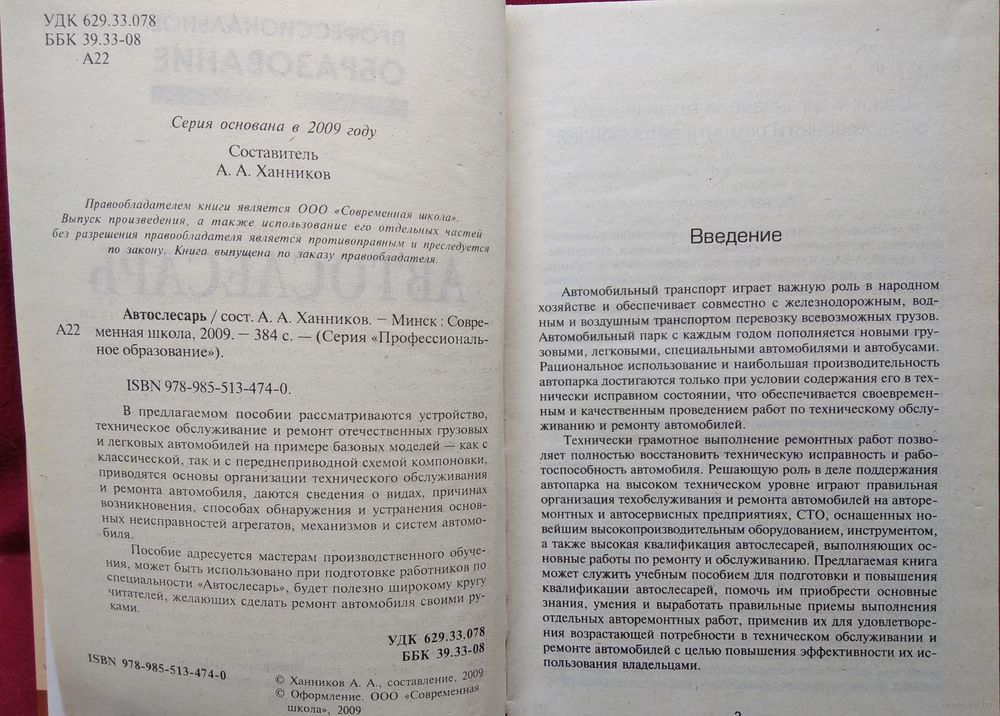 УДК 629.33.078
ББК 39.33-08
А22
Серия основана в 2009 году
Составитель
А. А. Ханников
Правообладателем книги является ООО «Современная школа».
Выпуск произведения, а также использование его отдельных частей
без разрешения правообладателя является противоправным и преследуется
по закону. Книга выпущена по заказу правообладателя.
Автослесарь / сост. А. А. Ханников. — Минск : Совре-
А22 менная школа, 2009. — 384 с. — (Серия «Профессиональ-
ное образование»).
ISBN 978-985-513-474-0.
В предлагаемом пособии рассматриваются устройство,
техническое обслуживание и ремонт отечественных грузовых
и легковых автомобилей на примере базовых моделей — как с
классической, так и с переднеприводной схемой компоновки,
приводятся основы организации технического обслуживания
и ремонта автомобиля, даются сведения о видах, причинах
возникновения, способах обнаружения и устранения основ-
ных неисправностей агрегатов, механизмов и систем автомо-
биля.
Пособие адресуется мастерам производственного обуче-
ния, может быть использовано при подготовке работников по
специальности «Автослесарь», будет полезно широкому кругу
читателей, желающих сделать ремонт автомобиля своими ру-
ками.
УДК 629.33.078
ББК 39.33-08
ISBN 978-985-513-474-0
© Ханников А. А., составление, 2009
© Оформление. ООО «Современная
школа», 2009
Введение
Автомобильный транспорт играет важную роль в народном
хозяйстве и обеспечивает совместно с железнодорожным, вод-
ным и воздушным транспортом перевозку всевозможных грузов.
Автомобильный парк с каждым годом пополняется новыми гру-
зовыми, легковыми, специальными автомобилями и автобусами.
Рациональное использование и наибольшая производительность
автопарка достигаются только при условии содержания его в тех-
нически исправном состоянии, что обеспечивается своевремен-
ным и качественным проведением работ по техническому обслу-
живанию и ремонту автомобилей.
Технически грамотное выполнение ремонтных работ позво-
ляет полностью восстановить техническую исправность и рабо-
тоспособность автомобиля. Решающую роль в деле поддержания
автопарка на высоком техническом уровне играют правильная
организация техобслуживания и ремонта автомобилей на авторе-
монтных и автосервисных предприятиях, СТО, оснащенных но-
вейшим высокопроизводительным оборудованием, инструментом,
а также высокая квалификация автослесарей, выполняющих ос-
новные работы по ремонту и обслуживанию. Предлагаемая книга
может служить учебным пособием для подготовки и повышения
квалификации автослесарей, помочь им приобрести основные
знания, умения и выработать правильные приемы выполнения
отдельных авторемонтных работ, применив их для удовлетворе-
ния возрастающей потребности в техническом обслуживании и
ремонте автомобилей с целью повышения эффективности их ис-
пользования владельцами.